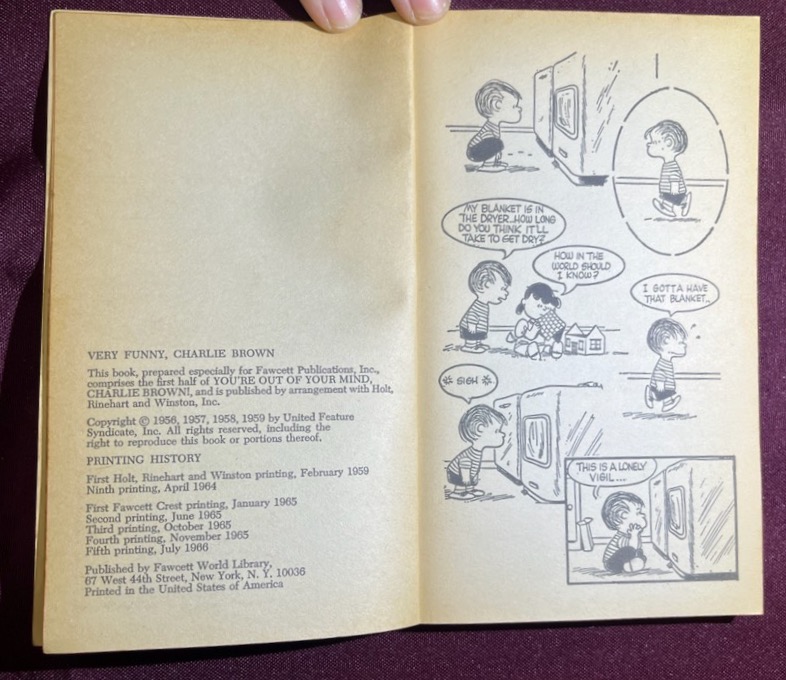 VERY FUNNY, CHARLIE BROWN
This book, prepared especially for Fawcett Publications, Inc.,
comprises the first half of YOU'RE OUT OF YOUR MIND,
CHARLIE BROWN!, and is published by arrangement with Holt,
Rinehart and Winston, Inc.
Copyright © 1956, 1957, 1958, 1959 by United Feature
Syndicate, Inc. All rights reserved, including the
right to reproduce this book or portions thereof.
PRINTING HISTORY
First Holt, Rinehart and Winston printing, February 1959
Ninth printing, April 1964
First Fawcett Crest printing, January 1965
Second printing, June 1965
Third printing, October 1965
Fourth printing, November 1965
Fifth printing, July 1966
Published by Fawcett World Library,
67 West 44th Street, New York, N. Y. 10036
Printed in the United States of America
MY BLANKET IS IN
THE DRYER...HOW LONG
DO YOU THINK IT'LL
TAKE TO GET DRY?
HOW IN THE
WORLD SHOULD
I KNOW?
I GOTTA HAVE
THAT BLANKET..
* SIGH *
THIS IS A LONELY
VIGIL....